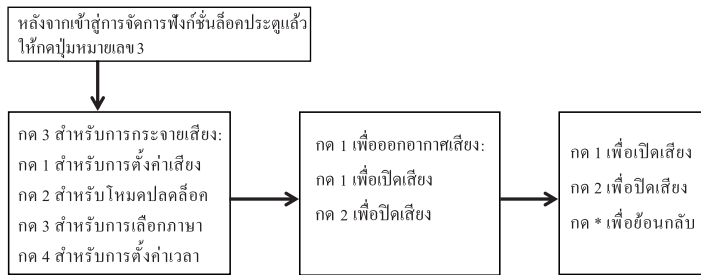 หลังจากเข้าสู่การจัดการฟังก์ชั่นล็อคประตูแล้ว
ให้กดปุ่มหมายเลข 3
กด 3 สำหรับการกระจายเสียง:
กด 1 สำหรับการตั้งค่าเสียง
กด 2 สำหรับโหมดปลดล็อค
กด 3 สำหรับการเลือกภาษา
กด 4 สำหรับการตั้งค่าเวลา
กด 1 เพื่อออกอากาศเสียง:
กด 1 เพื่อเปิดเสียง
กด 2 เพื่อปิดเสียง
กด 1 เพื่อเปิดเสียง
กด 2 เพื่อปิดเสียง
กด * เพื่อย้อนกลับ